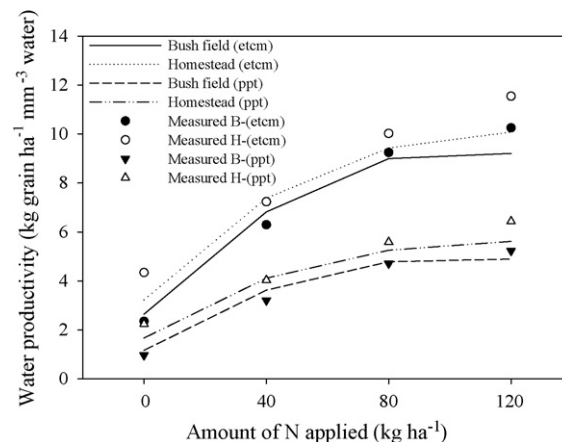 Water productivity (kg grain ha⁻¹ mm⁻³ water)
14
12
10
8
6
4
2
0
Bush field (etcm)
Homestead (etcm)
Bush field (ppt)
Homestead (ppt)
Measured B-(etcm)
Measured H-(etcm)
Measured B-(ppt)
Measured H-(ppt)
0 40 80 120
Amount of N applied (kg ha⁻¹)